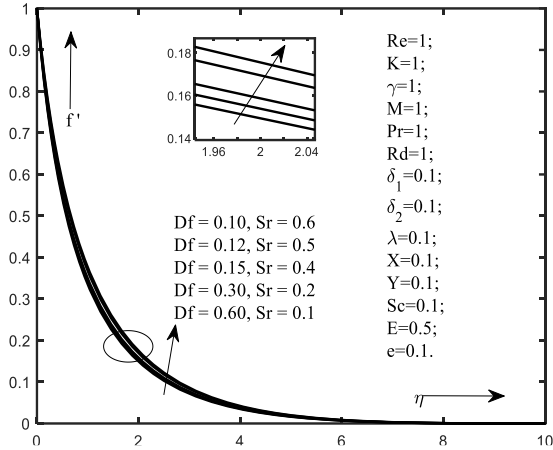 1
0.9
0.8
0.7
0.6
0.5
0.4
0.3
0.2
0.1
0
f '
0.18
0.16
0.14
1.96 2 2.04
Re=1;
K=1;
γ=1;
M=1;
Pr=1;
Rd=1;
δ1=0.1;
δ2=0.1;
λ=0.1;
X=0.1;
Y=0.1;
Sc=0.1;
E=0.5;
e=0.1.
Df = 0.10, Sr = 0.6
Df = 0.12, Sr = 0.5
Df = 0.15, Sr = 0.4
Df = 0.30, Sr = 0.2
Df = 0.60, Sr = 0.1
η
0 2 4 6 8 10